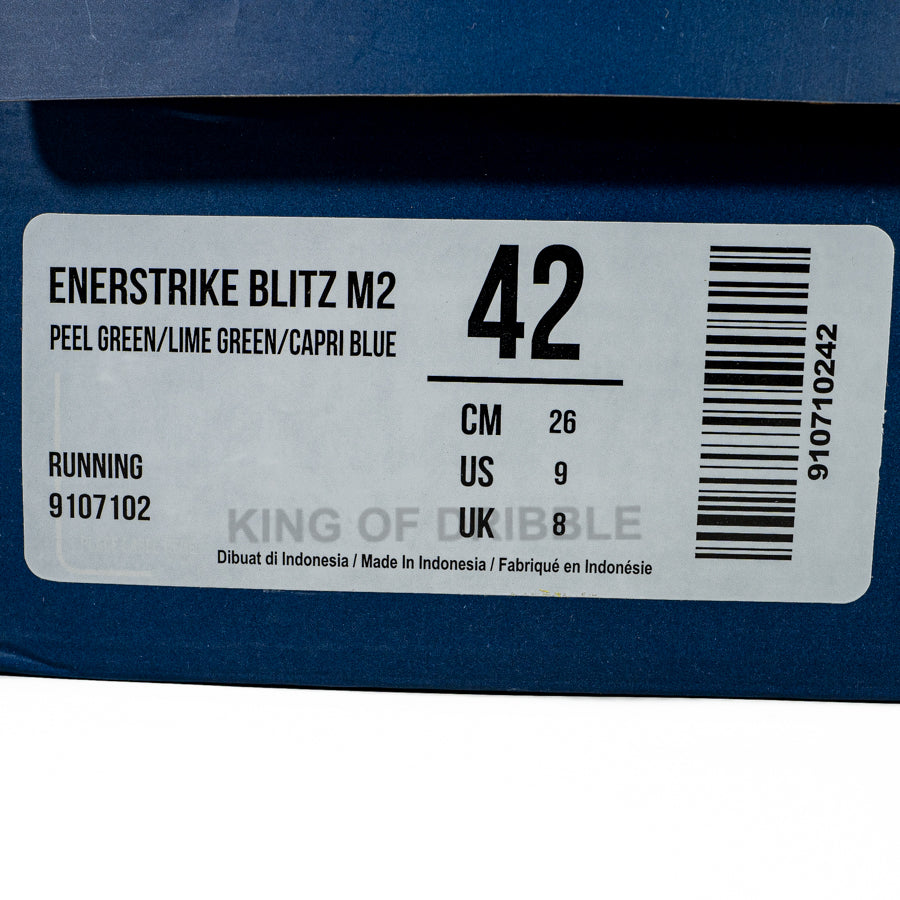 ENERSTRIKE BLITZ M2
PEEL GREEN/LIME GREEN/CAPRI BLUE
RUNNING
9107102
42
CM 26
US 9
UK 8
KING OF DRIBBLE
Dibuat di Indonesia / Made In Indonesia / Fabriqué en Indonésie
910710242